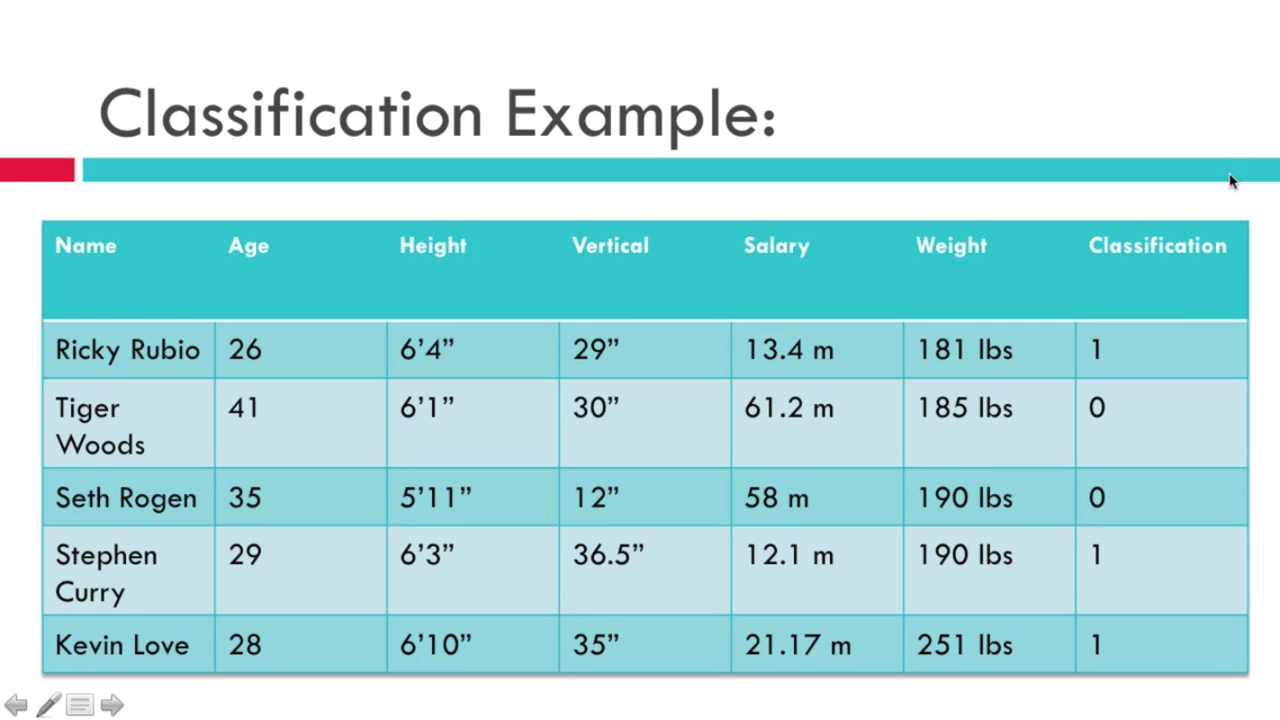 Classification Example:
Name Age Height Vertical Salary Weight Classification
Ricky Rubio 26 6’4” 29” 13.4 m 181 lbs 1
Tiger 41 6’1” 30” 61.2 m 185 lbs 0
Woods
Seth Rogen 35 5’11” 12” 58 m 190 lbs 0
Stephen 29 6’3” 36.5” 12.1 m 190 lbs 1
Curry
Kevin Love 28 6’10” 35” 21.17 m 251 lbs 1